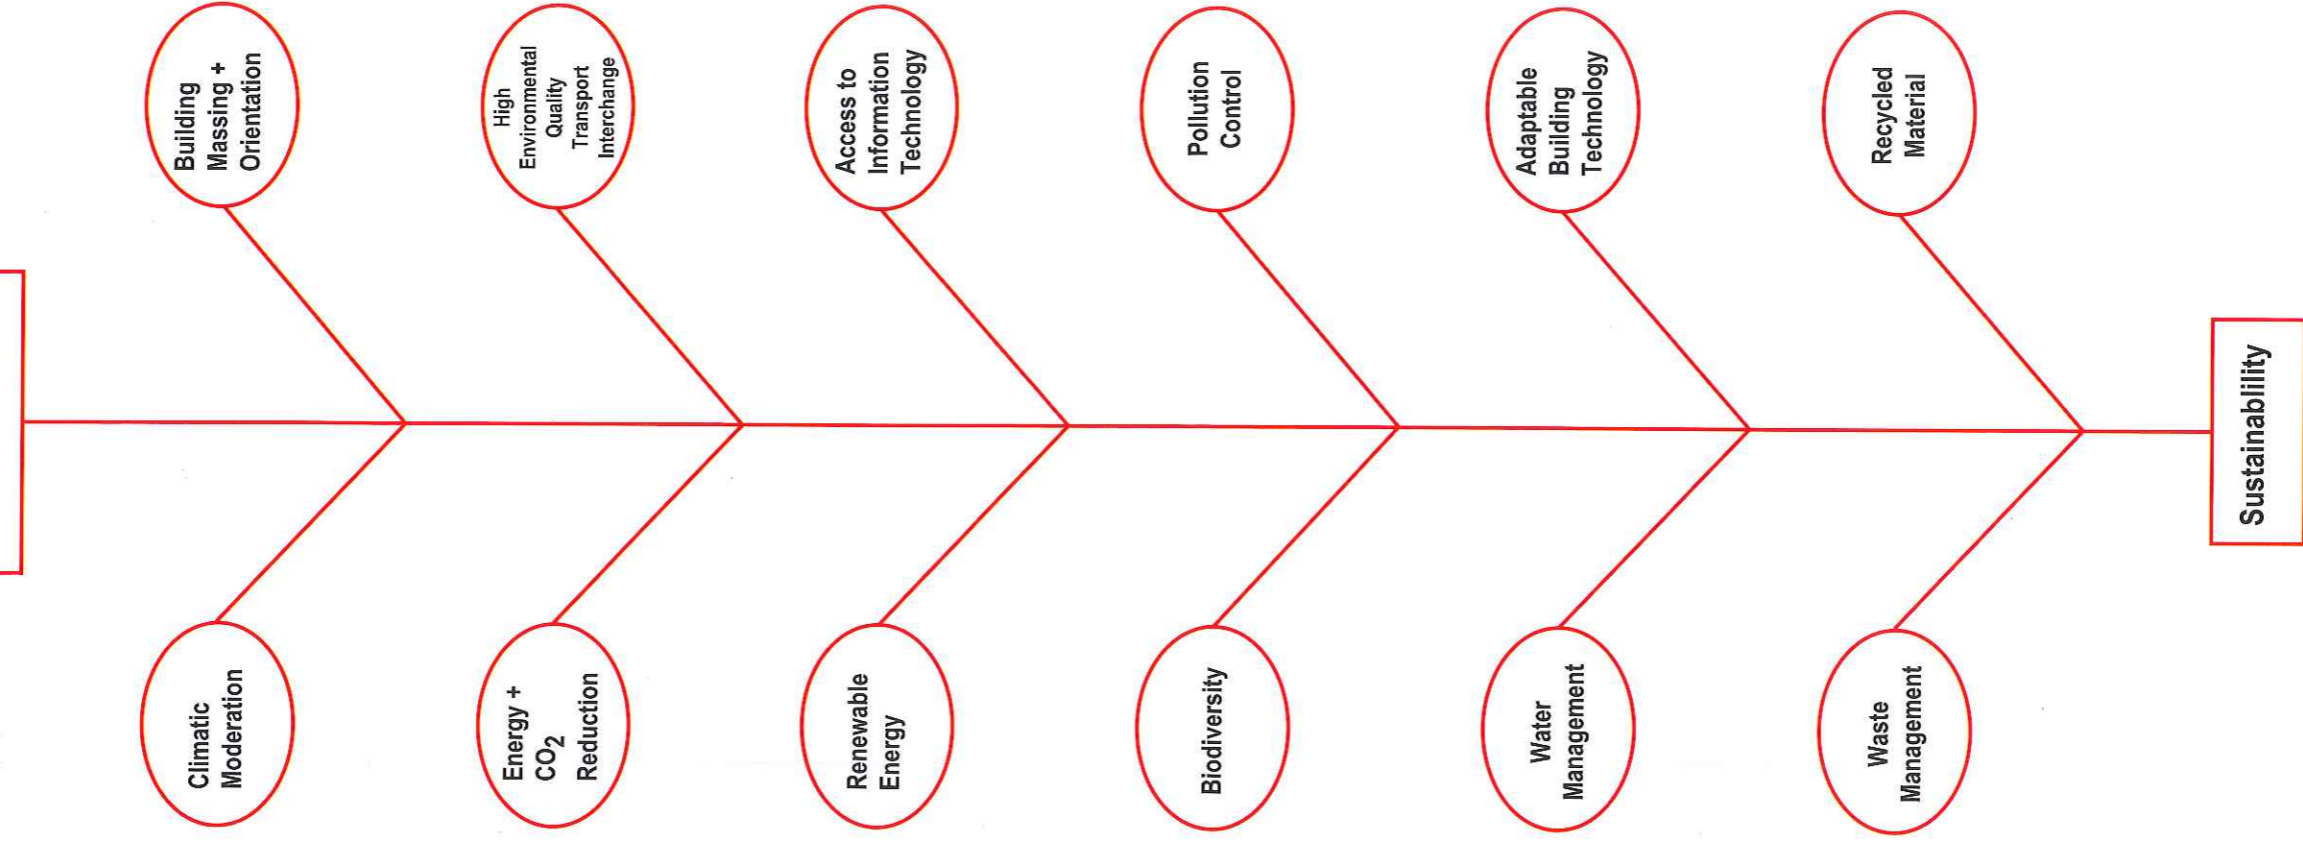 Climatic
Moderation
Building
Massing +
Orientation
Energy +
CO2
Reduction
High
Environmental
Quality
Transport
Interchange
Renewable
Energy
Access to
Information
Technology
Biodiversity
Pollution
Control
Water
Management
Adaptable
Building
Technology
Waste
Management
Recycled
Material
Sustainability